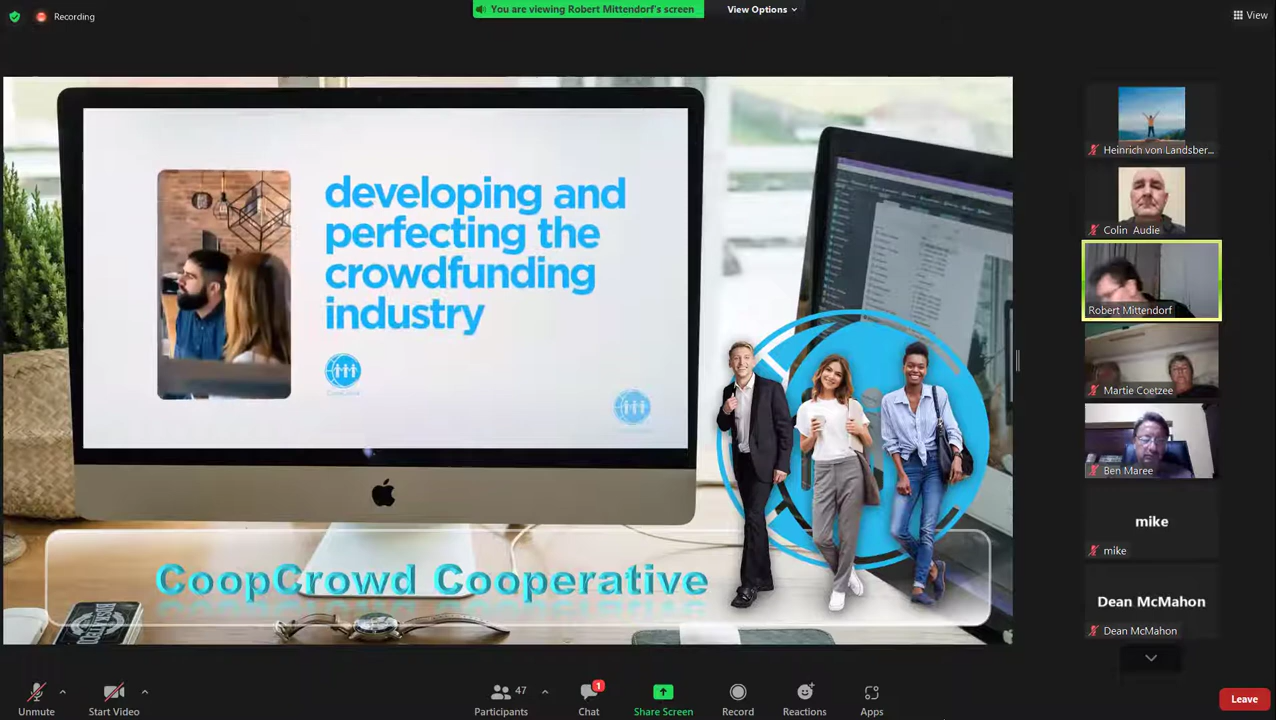 Recording
You are viewing Robert Mittendorf's screen
View Options
View
developing and
perfecting the
crowdfunding
industry
CoopCrowd
CoopCrowd Cooperative
Heinrich von Landsber...
Colin Audie
Robert Mittendorf
Martie Coetzee
Ben Maree
mike
mike
Dean McMahon
Dean McMahon
Unmute
Start Video
47
Participants
1
Chat
Share Screen
Record
Reactions
Apps
Leave